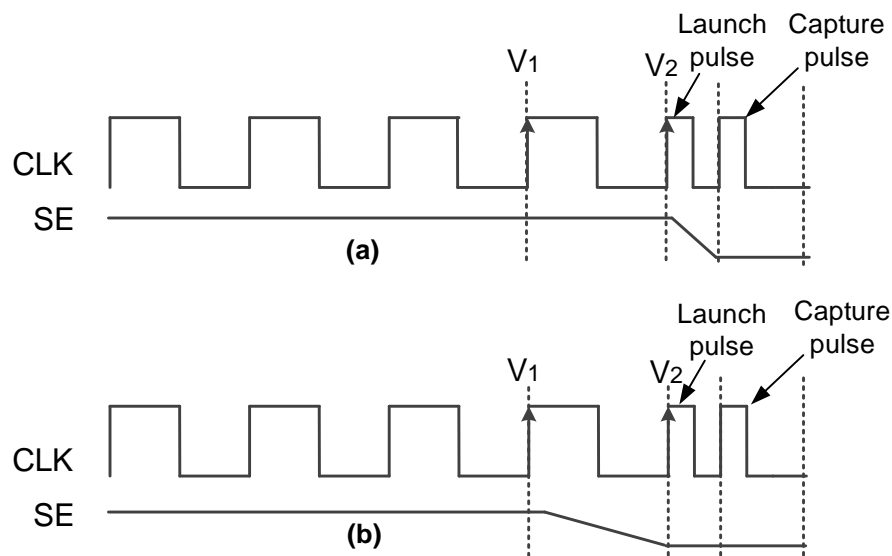 Launch pulse
Capture pulse
V1
V2
CLK
SE
(a)
Launch pulse
Capture pulse
V1
V2
CLK
SE
(b)